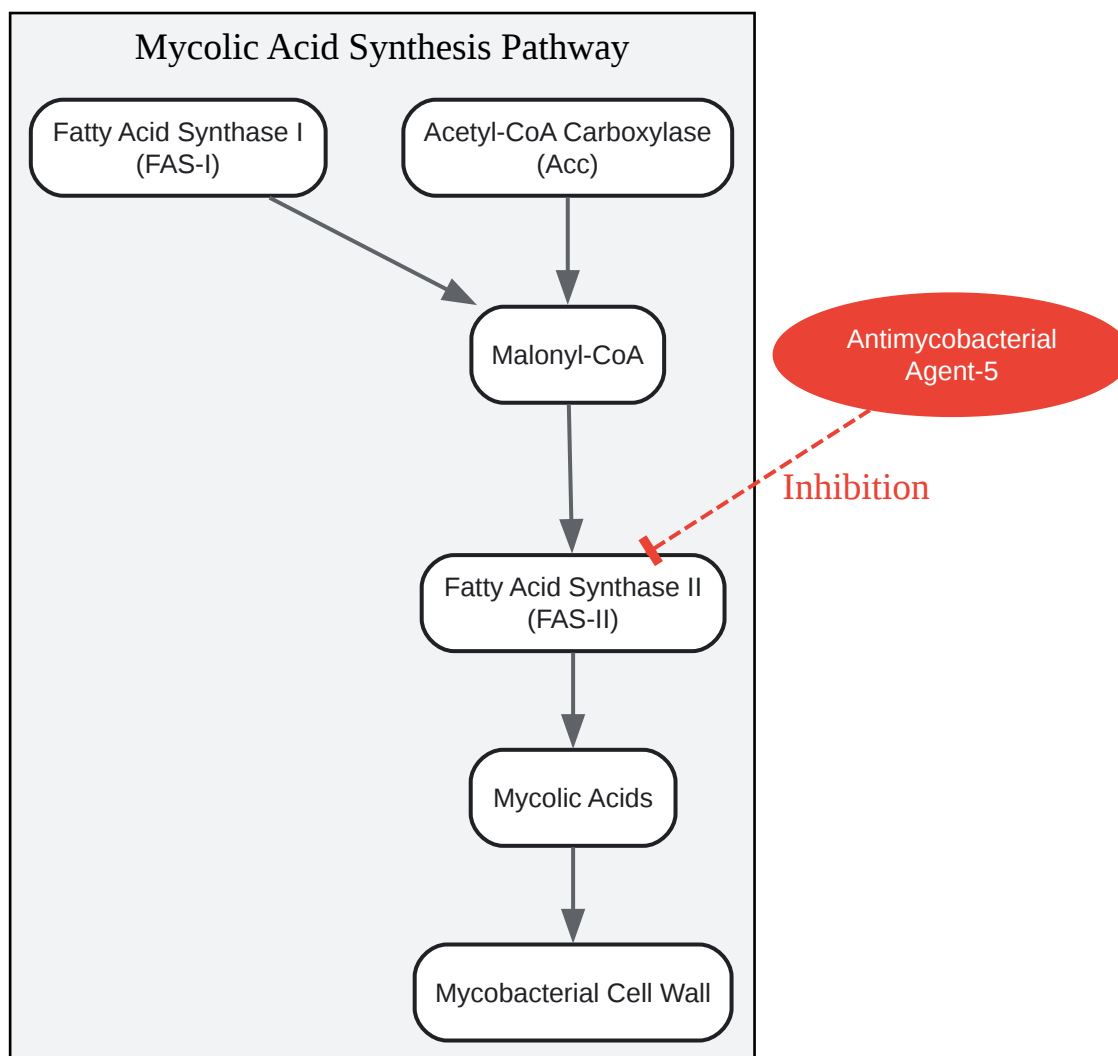 Mycolic Acid Synthesis Pathway
Fatty Acid Synthase I
(FAS-I)
Acetyl-CoA Carboxylase
(Acc)
Malonyl-CoA
Antimycobacterial
Agent-5
Inhibition
Fatty Acid Synthase II
(FAS-II)
Mycolic Acids
Mycobacterial Cell Wall